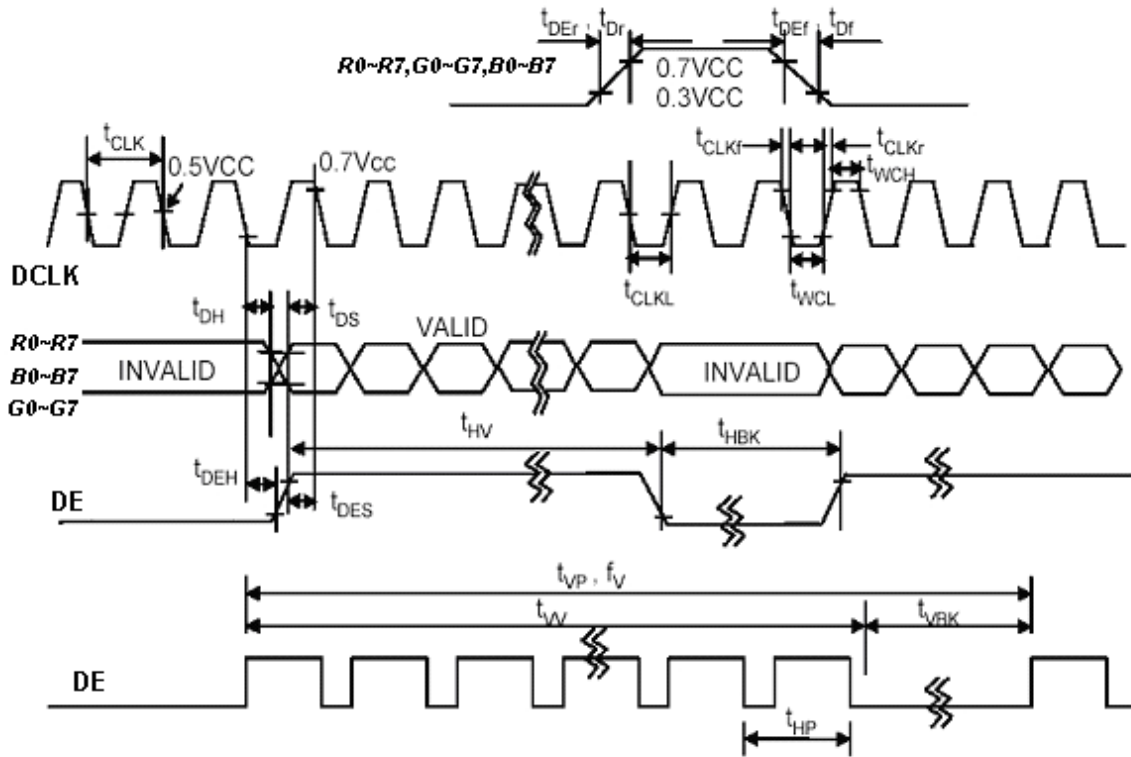 tDEr , tDr
tDEf , tDf
R0~R7,G0~G7,B0~B7
0.7VCC
0.3VCC
tCLK
0.5VCC
0.7Vcc
tCLKf
tCLKr
tWCH
DCLK
tCLKL
tWCL
tDH
tDS
VALID
R0~R7
B0~B7
G0~G7
INVALID
INVALID
tHV
tHBK
tDEH
DE
tDES
tVP , fV
tVV
tVBK
DE
tHP